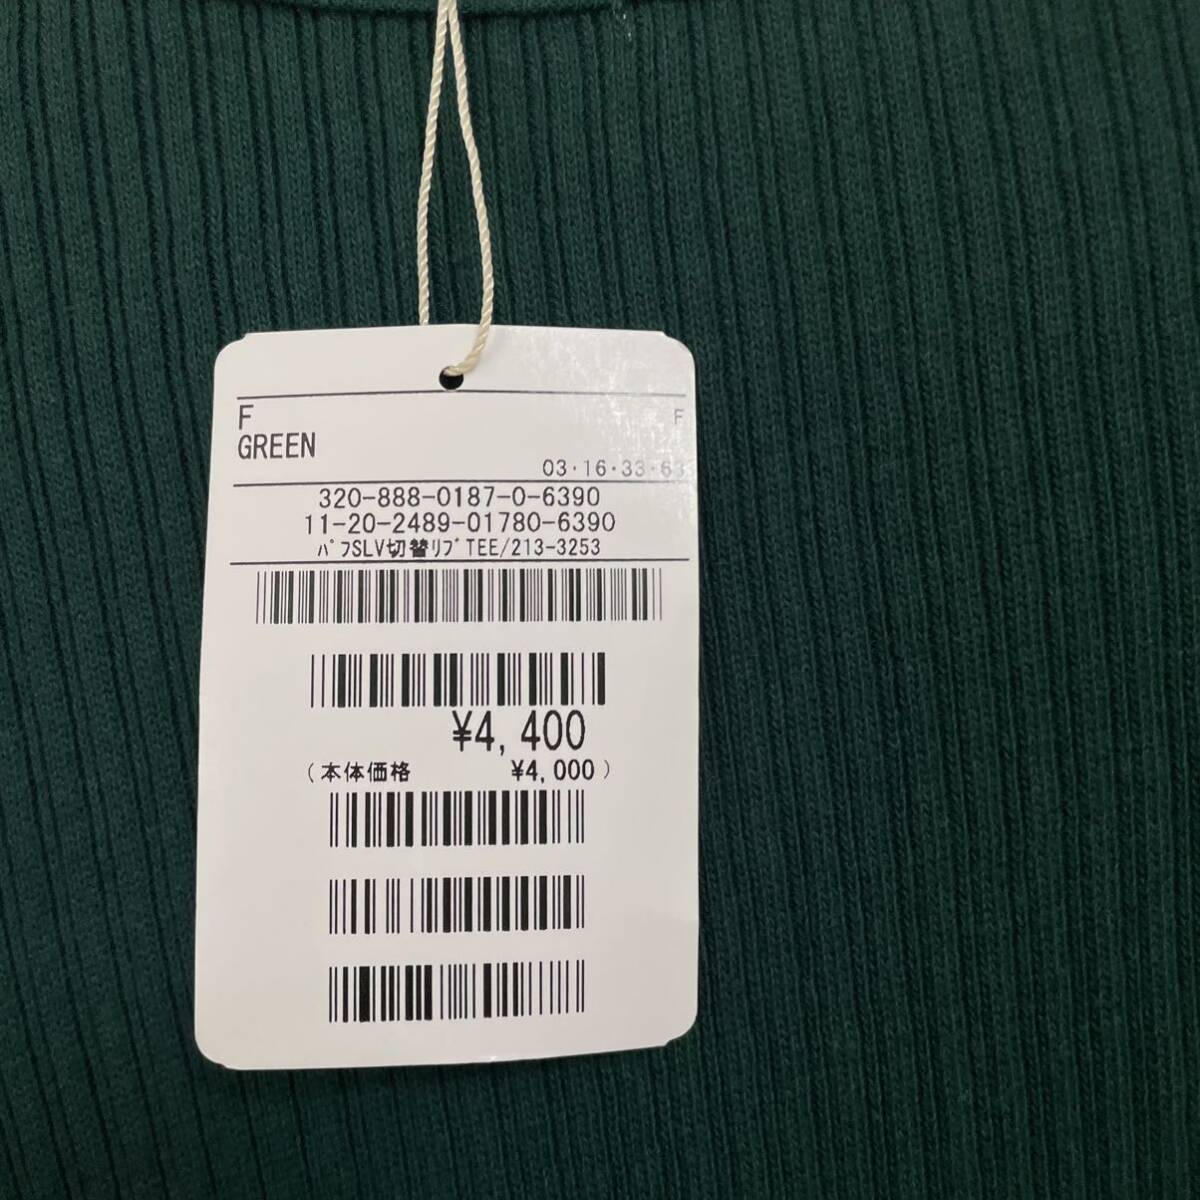 F F
GREEN
03・16・33・63
320-888-0187-0-6390
11-20-2489-01780-6390
ﾊﾟﾌSLV切替ﾘﾌﾞTEE/213-3253
¥4,400
(本体価格 ¥4,000)